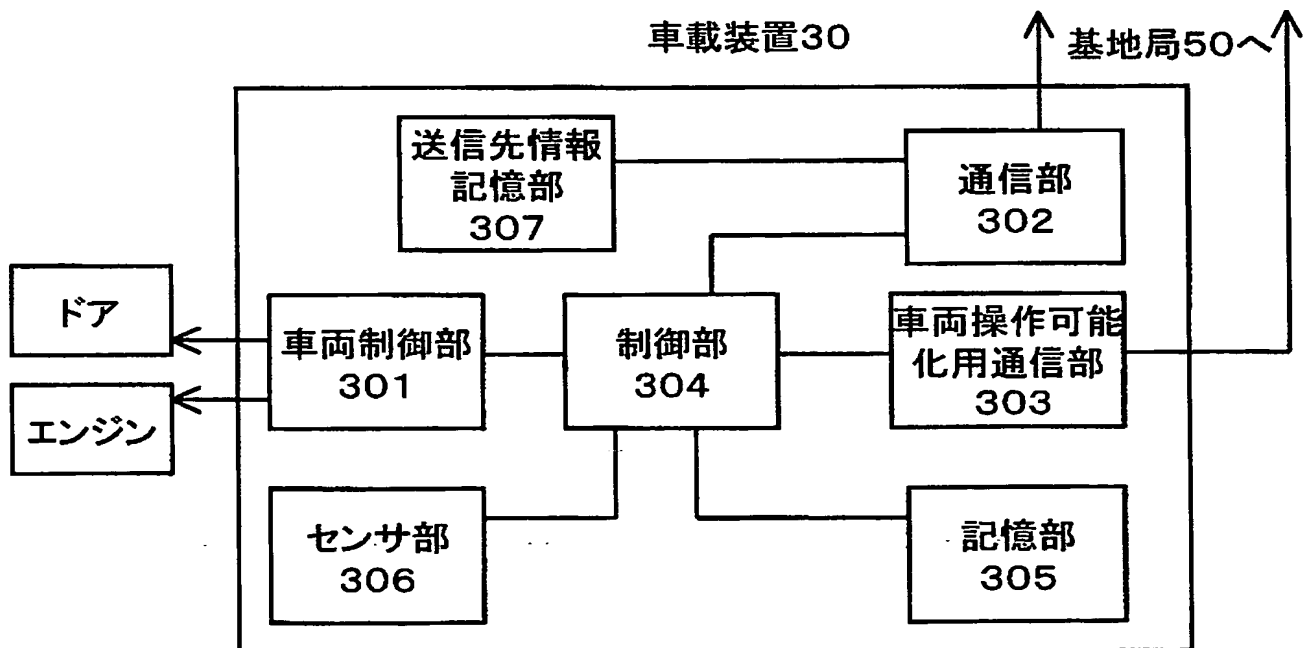 車載装置30
基地局50へ
送信先情報
記憶部
307
通信部
302
ドア
車両制御部
301
制御部
304
車両操作可能
化用通信部
303
エンジン
センサ部
306
記憶部
305